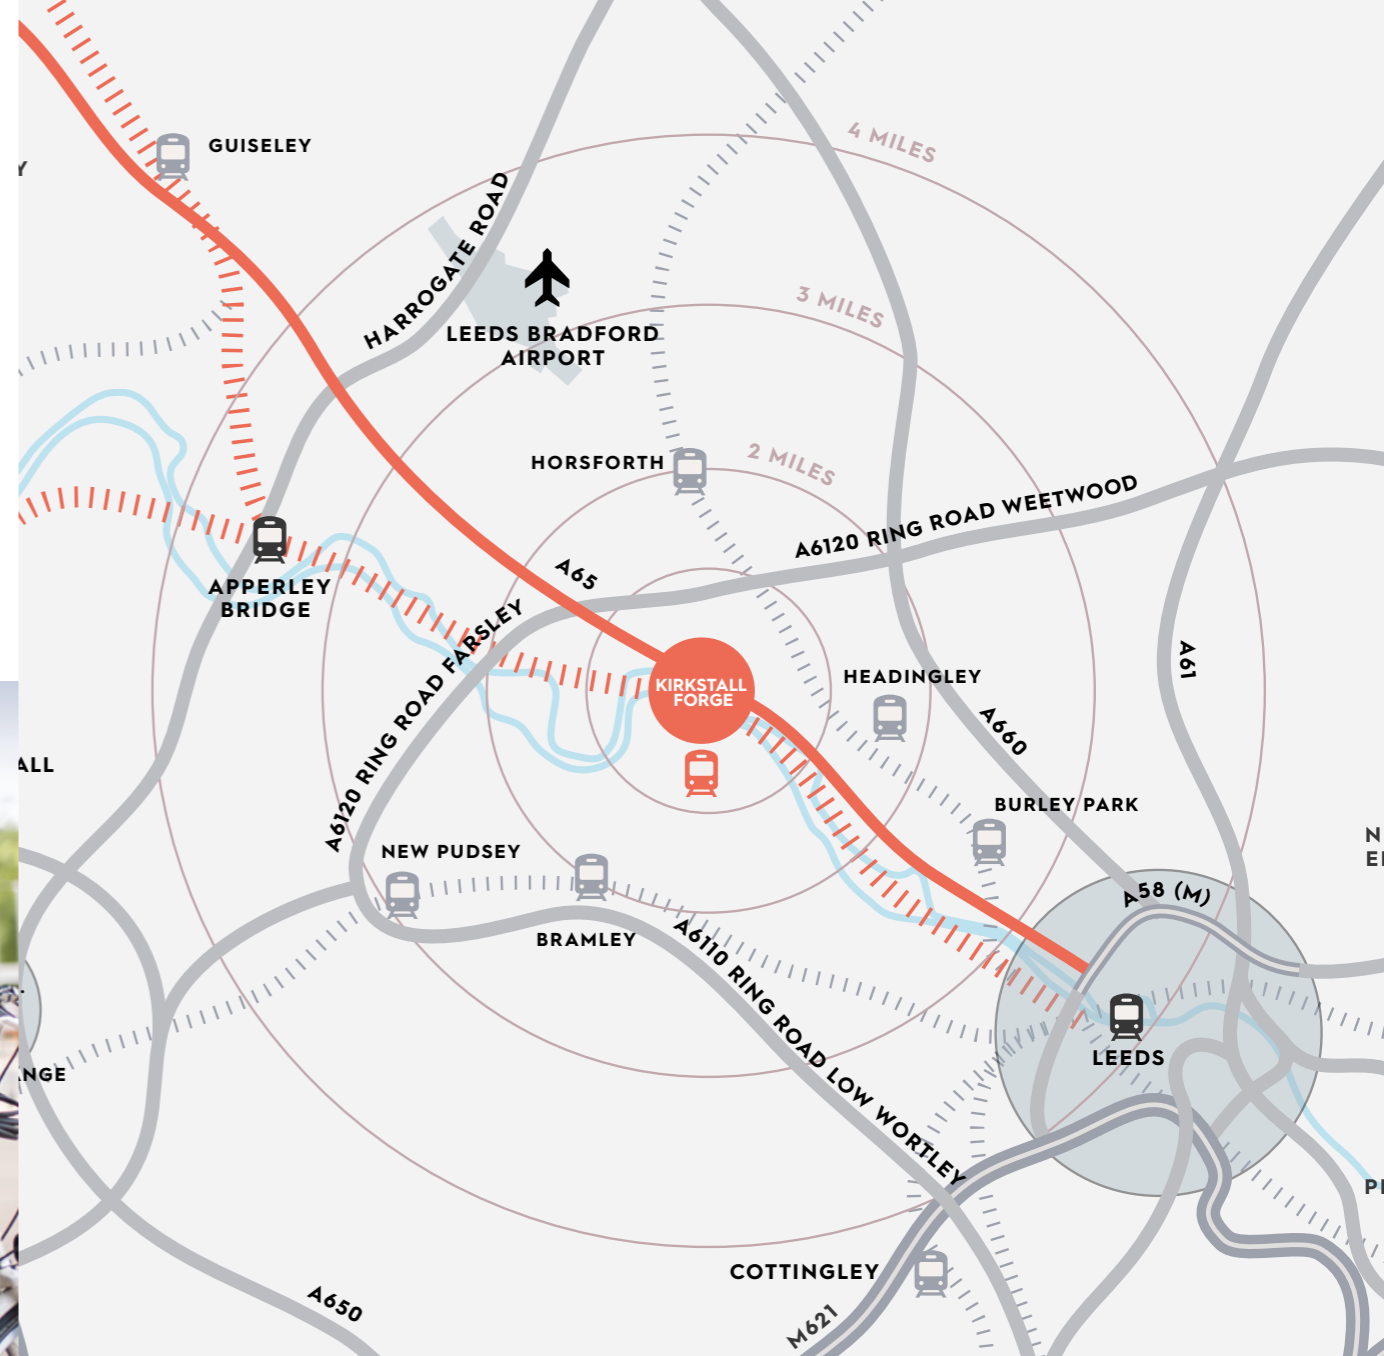 4 MILES
GUISELEY
HARROGATE ROAD
3 MILES
LEEDS BRADFORD
AIRPORT
2 MILES
HORSFORTH
A6120 RING ROAD WEETWOOD
A65
APPERLEY
BRIDGE
A6120 RING ROAD FARSLEY
A61
HEADINGLEY
KIRKSTALL
FORGE
A660
ALL
BURLEY PARK
NEW PUDSEY
BRAMLEY
A58 (M)
A6110 RING ROAD LOW WORTLEY
LEEDS
ANGE
COTTINGLEY
A650
M621